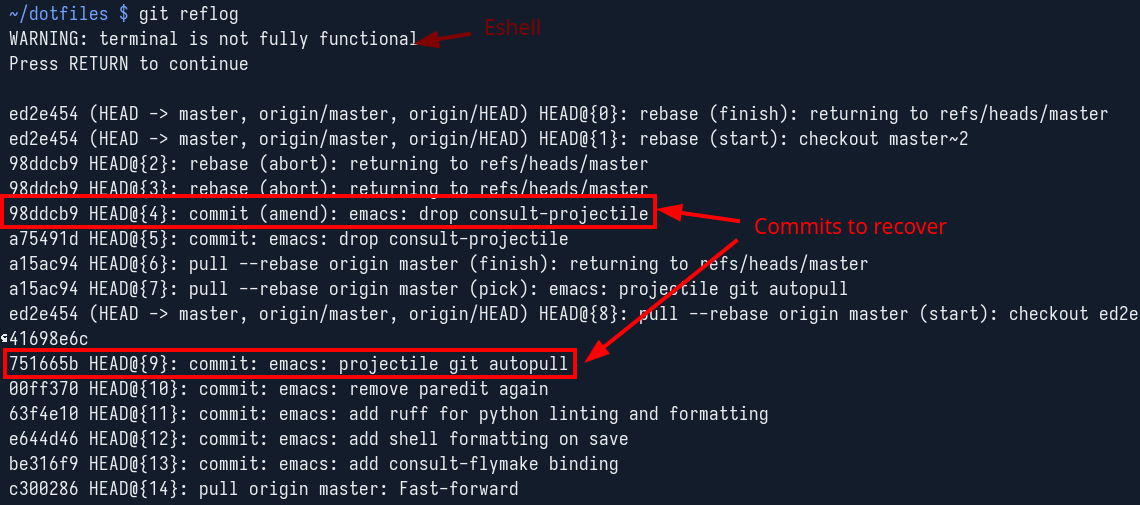 ~/dotfiles $ git reflog
WARNING: terminal is not fully functional
Eshell
Press RETURN to continue
ed2e454 (HEAD -> master, origin/master, origin/HEAD) HEAD@{0}: rebase (finish): returning to refs/heads/master
ed2e454 (HEAD -> master, origin/master, origin/HEAD) HEAD@{1}: rebase (start): checkout master~2
98ddcb9 HEAD@{2}: rebase (abort): returning to refs/heads/master
98ddcb9 HEAD@{3}: rebase (abort): returning to refs/heads/master
98ddcb9 HEAD@{4}: commit (amend): emacs: drop consult-projectile
Commits to recover
a75491d HEAD@{5}: commit: emacs: drop consult-projectile
a15ac94 HEAD@{6}: pull --rebase origin master (finish): returning to refs/heads/master
a15ac94 HEAD@{7}: pull --rebase origin master (pick): emacs: projectile git autopull
ed2e454 (HEAD -> master, origin/master, origin/HEAD) HEAD@{8}: pull --rebase origin master (start): checkout ed2e
41698e6c
751665b HEAD@{9}: commit: emacs: projectile git autopull
00ff370 HEAD@{10}: commit: emacs: remove paredit again
63f4e10 HEAD@{11}: commit: emacs: add ruff for python linting and formatting
e644d46 HEAD@{12}: commit: emacs: add shell formatting on save
be316f9 HEAD@{13}: commit: emacs: add consult-flymake binding
c300286 HEAD@{14}: pull origin master: Fast-forward